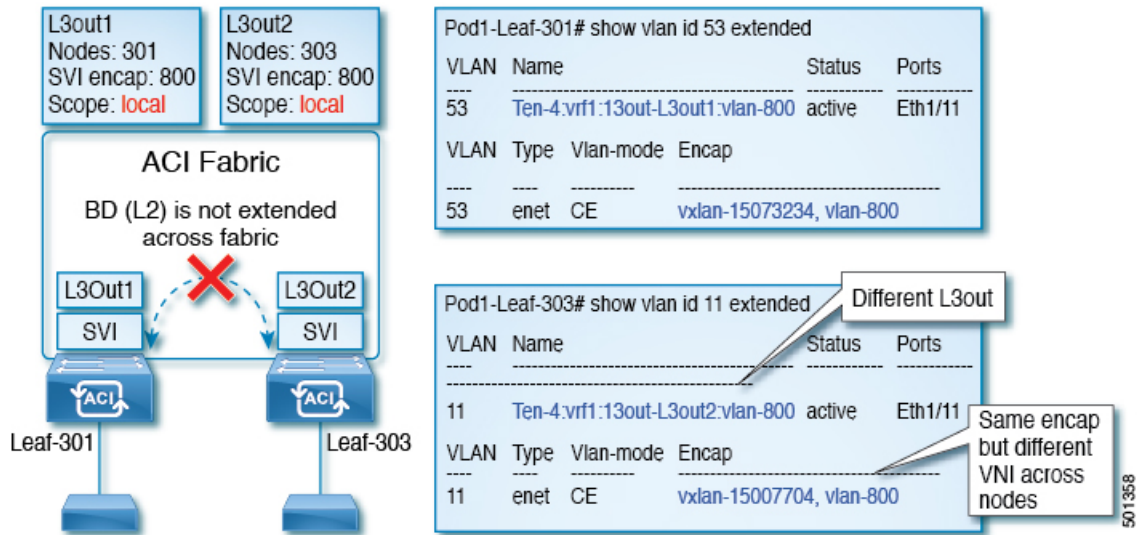 L3out1
Nodes: 301
SVI encap: 800
Scope: local
L3out2
Nodes: 303
SVI encap: 800
Scope: local
ACI Fabric
BD (L2) is not extended
across fabric
L3Out1
SVI
L3Out2
SVI
ACI
ACI
Leaf-301
Leaf-303
Pod1-Leaf-301# show vlan id 53 extended
VLAN Name Status Ports
---- -------------------------------- ------------ ------------
53 Ten-4:vrf1:13out-L3out1:vlan-800 active Eth1/11
VLAN Type Vlan-mode Encap
---- ---- ---------- -------------------------------
53 enet CE vxlan-15073234, vlan-800
Different L3out
Pod1-Leaf-303# show vlan id 11 extended
VLAN Name Status Ports
---- -------------------------------- ------------ ------------
--------------------------------------
11 Ten-4:vrf1:13out-L3out2:vlan-800 active Eth1/11
VLAN Type Vlan-mode Encap
---- ---- ---------- -------------------------------
11 enet CE vxlan-15007704, vlan-800
Same encap
but different
VNI across
nodes
501358